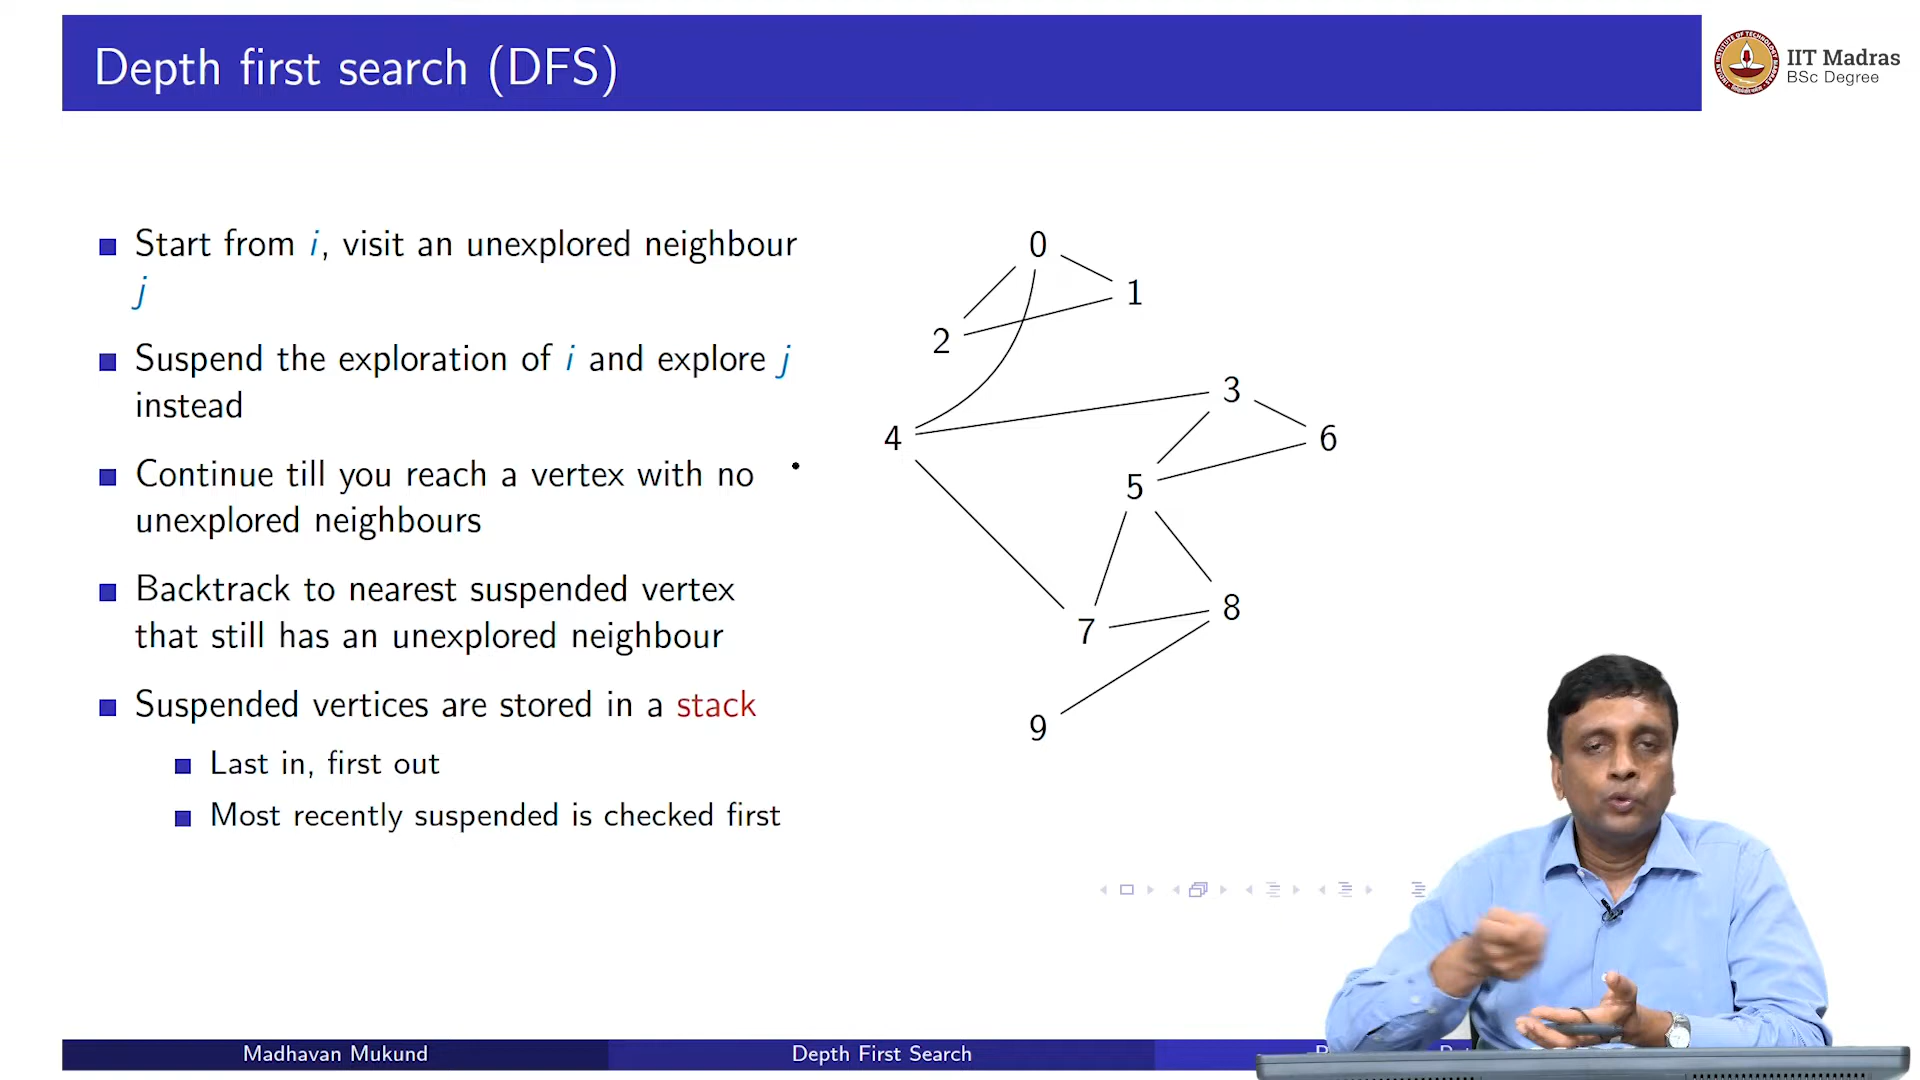 Depth first search (DFS)
IIT Madras
BSc Degree
Start from i, visit an unexplored neighbour
j
Suspend the exploration of i and explore j
instead
Continue till you reach a vertex with no
unexplored neighbours
Backtrack to nearest suspended vertex
that still has an unexplored neighbour
Suspended vertices are stored in a stack
Last in, first out
Most recently suspended is checked first
0
1
2
3
4
6
5
8
7
9
Madhavan Mukund
Depth First Search